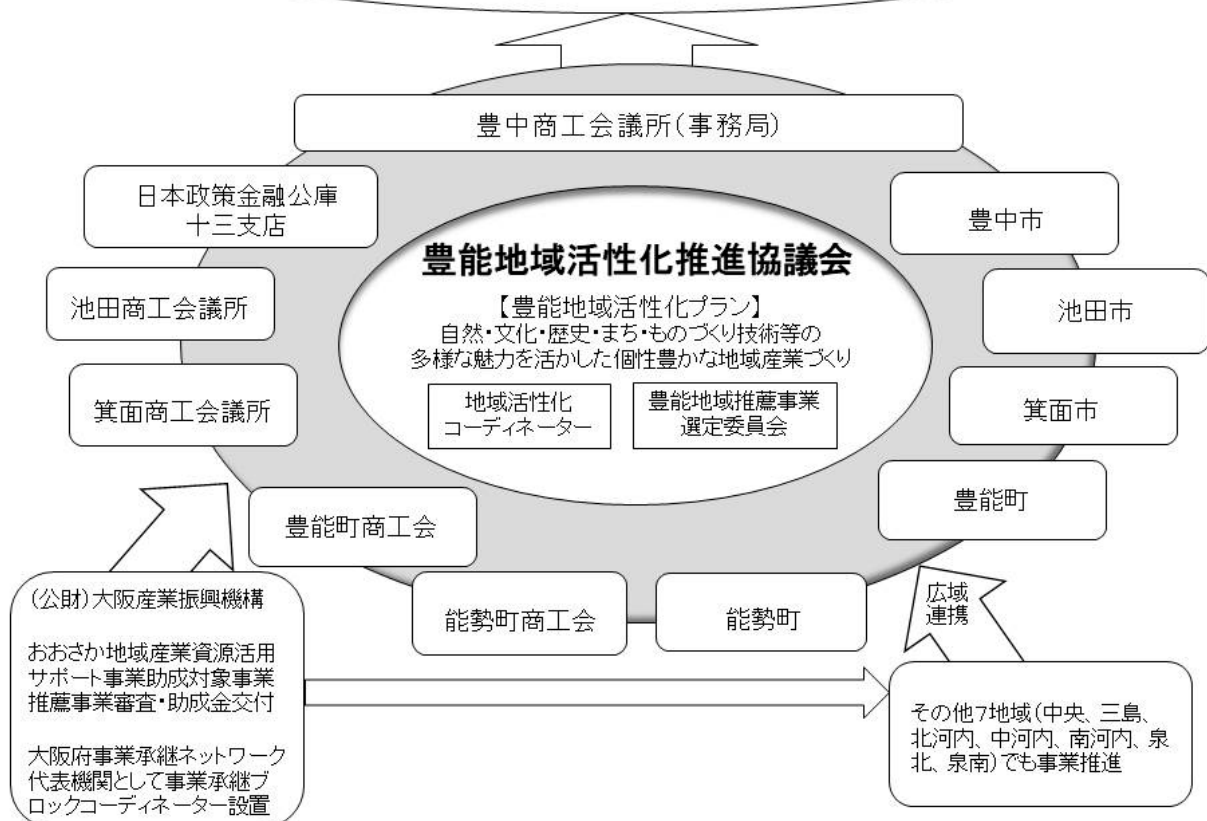 豊中商工会議所(事務局)
日本政策金融公庫
十三支店
豊中市
豊能地域活性化推進協議会
池田商工会議所
【豊能地域活性化プラン】
自然・文化・歴史・まち・ものづくり技術等の
多様な魅力を活かした個性豊かな地域産業づくり
池田市
箕面商工会議所
地域活性化
コーディネーター
豊能地域推薦事業
選定委員会
箕面市
豊能町商工会
豊能町
能勢町商工会
能勢町
(公財)大阪産業振興機構
おおさか地域産業資源活用
サポート事業助成対象事業
推薦事業審査・助成金交付
大阪府事業承継ネットワーク
代表機関として事業承継ブ
ロックコーディネーター設置
広域
連携
その他7地域(中央、三島、
北河内、中河内、南河内、泉
北、泉南)でも事業推進